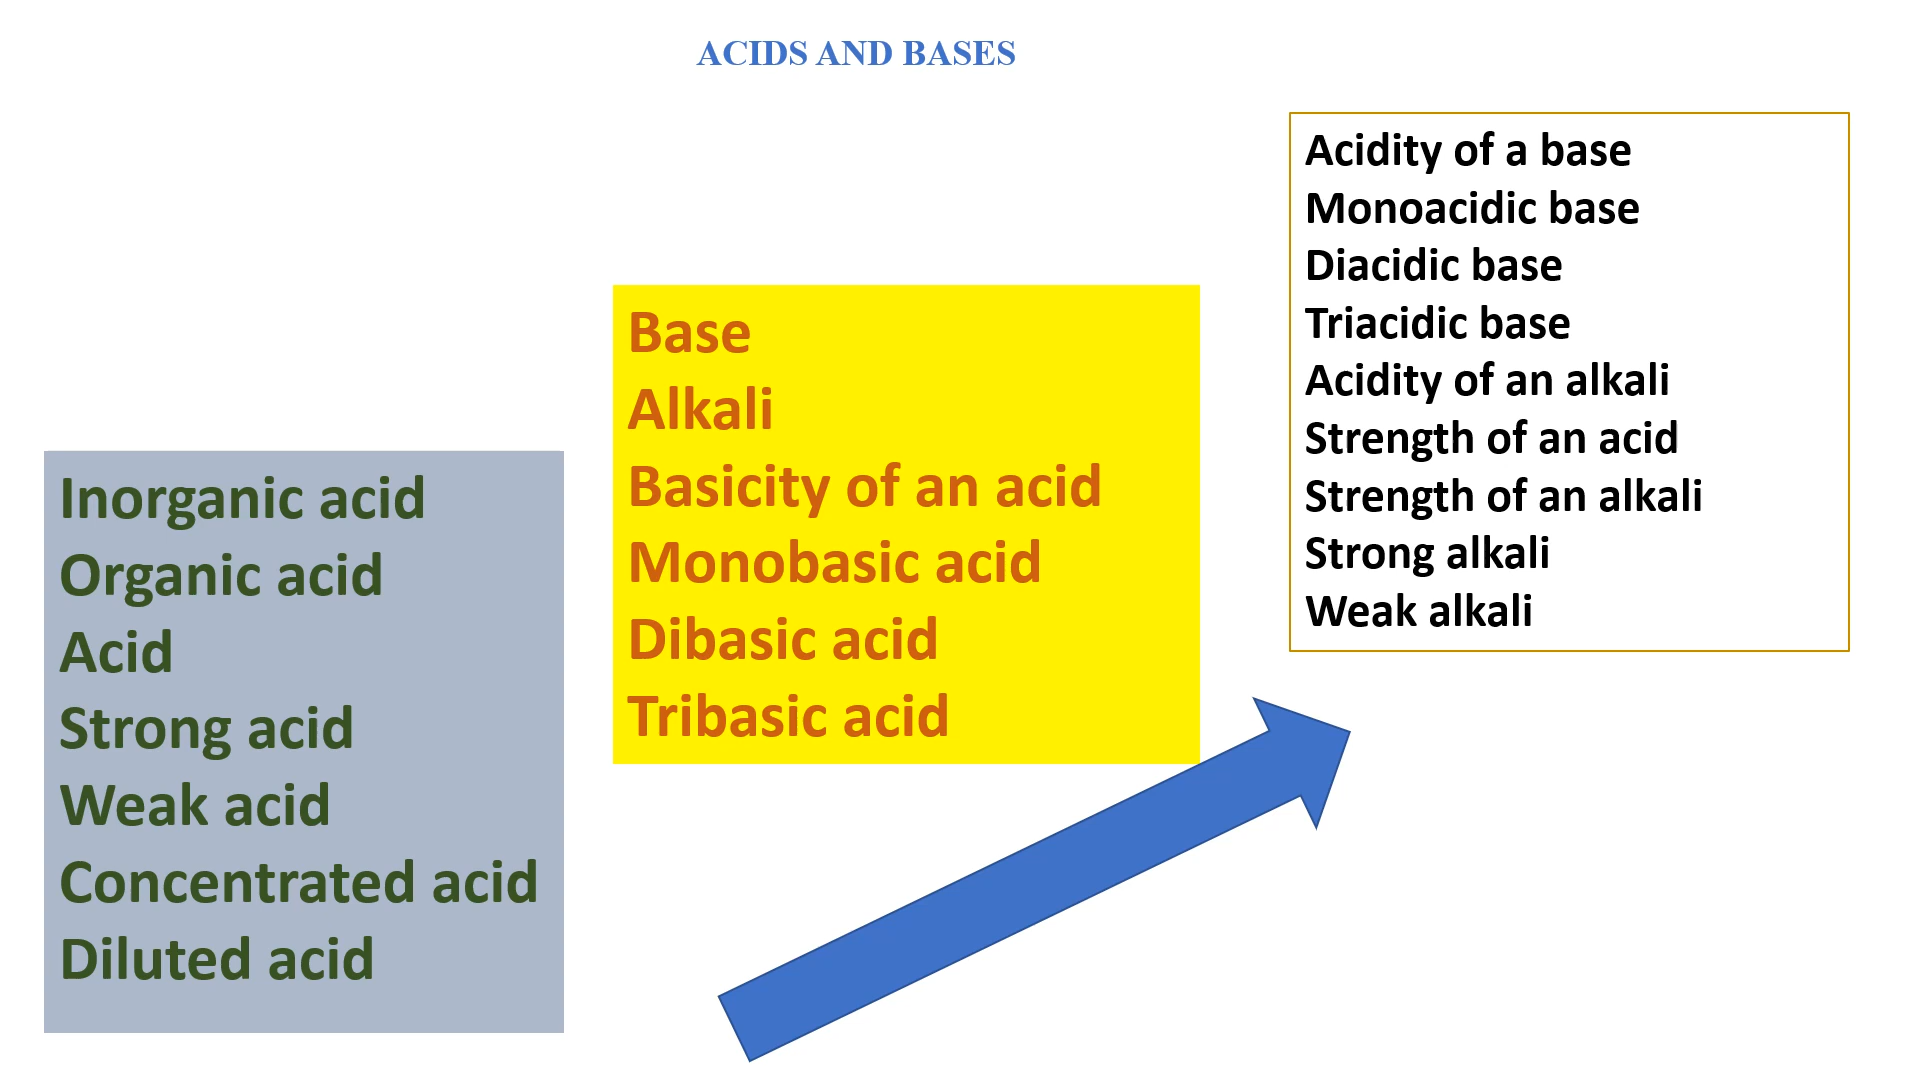 ACIDS AND BASES
Inorganic acid
Organic acid
Acid
Strong acid
Weak acid
Concentrated acid
Diluted acid
Base
Alkali
Basicity of an acid
Monobasic acid
Dibasic acid
Tribasic acid
Acidity of a base
Monoacidic base
Diacidic base
Triacidic base
Acidity of an alkali
Strength of an acid
Strength of an alkali
Strong alkali
Weak alkali